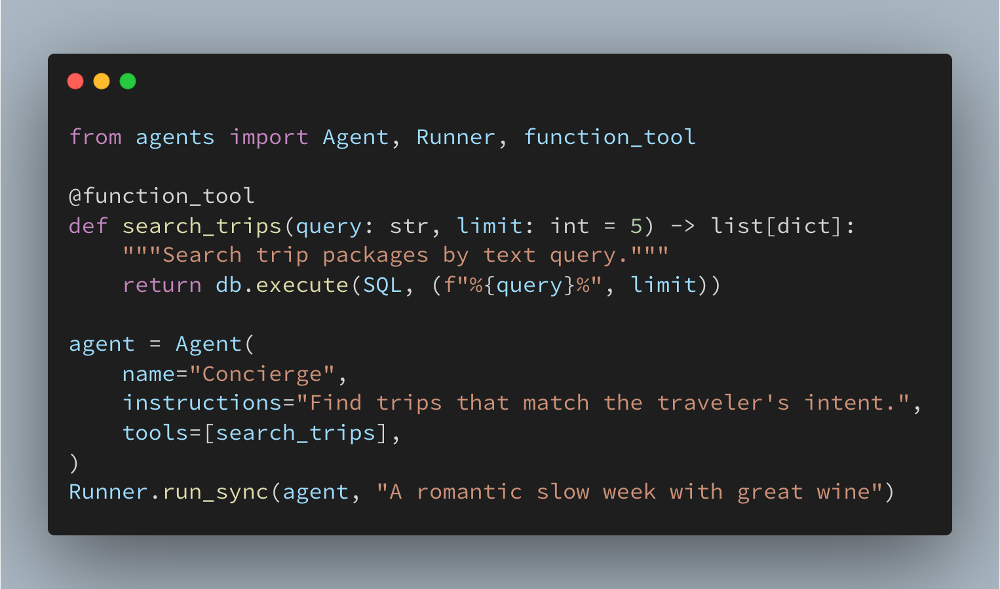 from agents import Agent, Runner, function_tool

@function_tool
def search_trips(query: str, limit: int = 5) -> list[dict]:
    """Search trip packages by text query."""
    return db.execute(SQL, (f"%{query}%", limit))

agent = Agent(
    name="Concierge",
    instructions="Find trips that match the traveler's intent.",
    tools=[search_trips],
)
Runner.run_sync(agent, "A romantic slow week with great wine")